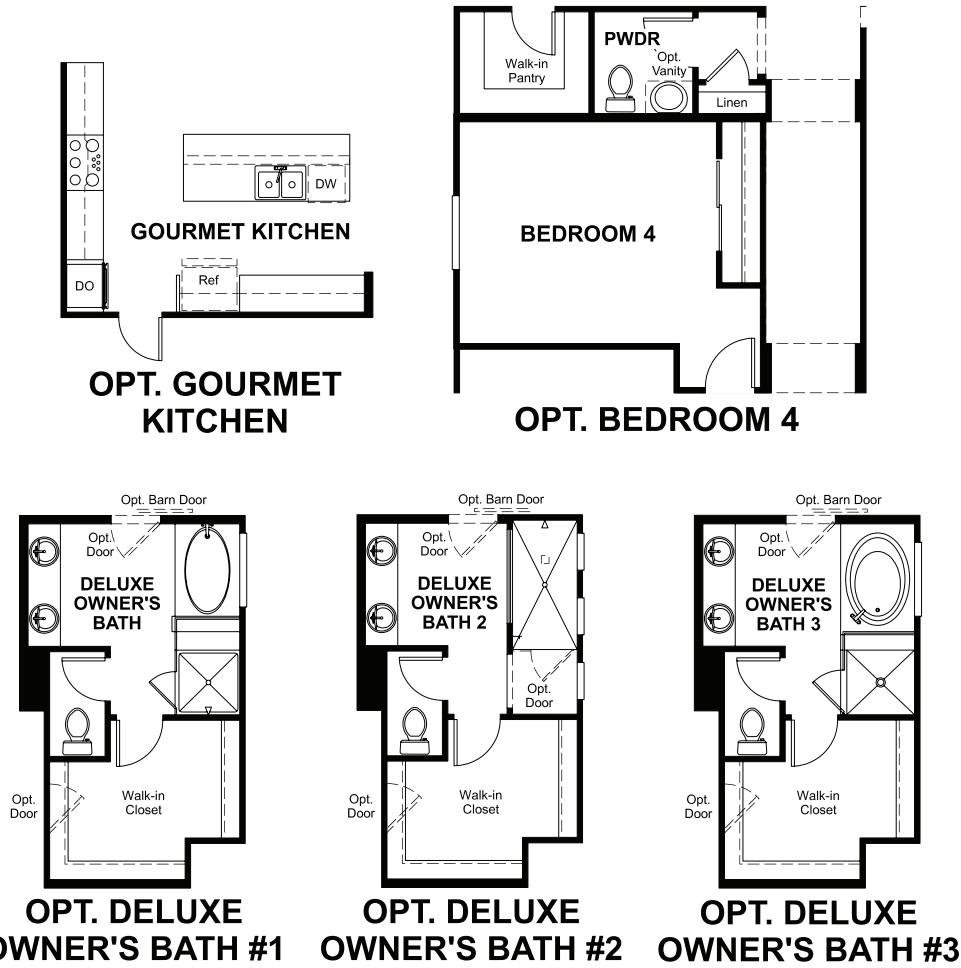 DW
GOURMET KITCHEN
DO
Ref
OPT. GOURMET
KITCHEN
Walk-in
Pantry
PWDR
Opt.
Vanity
Linen
BEDROOM 4
OPT. BEDROOM 4
Opt. Barn Door
Opt.
Door
DELUXE
OWNER'S
BATH
Opt.
Door
Walk-in
Closet
OPT. DELUXE
OWNER'S BATH #1
Opt. Barn Door
Opt.
Door
DELUXE
OWNER'S
BATH 2
Opt.
Door
Opt.
Door
Walk-in
Closet
OPT. DELUXE
OWNER'S BATH #2
Opt. Barn Door
Opt.
Door
DELUXE
OWNER'S
BATH 3
Opt.
Door
Walk-in
Closet
OPT. DELUXE
OWNER'S BATH #3